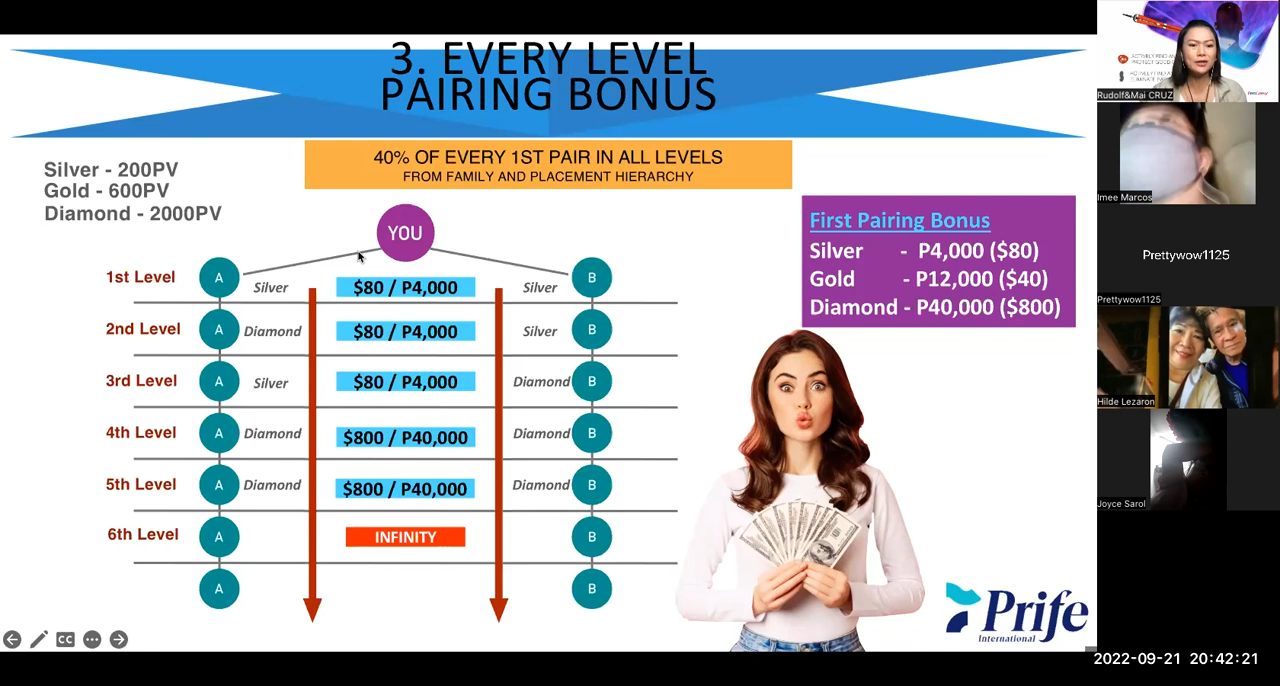 3. EVERY LEVEL
PAIRING BONUS
Silver - 200PV
Gold - 600PV
Diamond - 2000PV
40% OF EVERY 1ST PAIR IN ALL LEVELS
FROM FAMILY AND PLACEMENT HIERARCHY
First Pairing Bonus
Silver - P4,000 ($80)
Gold - P12,000 ($40)
Diamond - P40,000 ($800)
YOU
1st Level A Silver $80 / P4,000 Silver B
2nd Level A Diamond $80 / P4,000 Silver B
3rd Level A Silver $80 / P4,000 Diamond B
4th Level A Diamond $800 / P40,000 Diamond B
5th Level A Diamond $800 / P40,000 Diamond B
6th Level A INFINITY B
A B
Prife
International
CC
Rudolf&Mai CRUZ
Imee Marcos
Prettywow1125
Prettywow1125
Hilde Lezaron
Joyce Sarol
2022-09-21 20:42:21